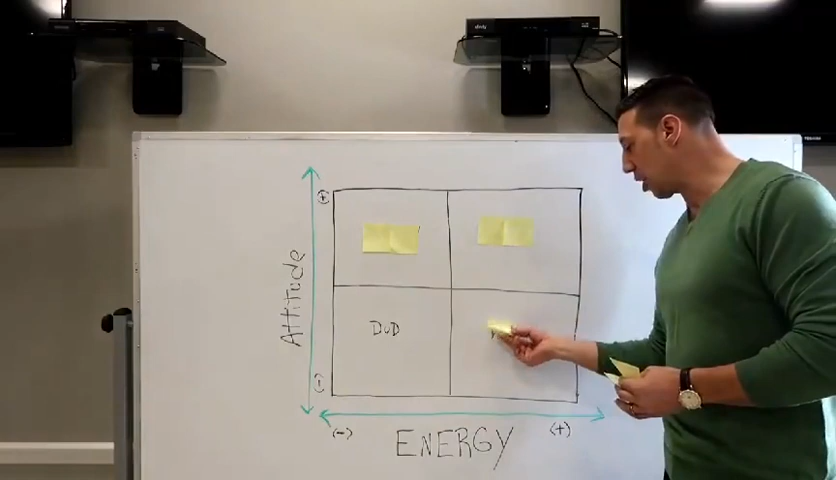 (+)
Attitude
DUD
(-)
(-)
ENERGY
(+)